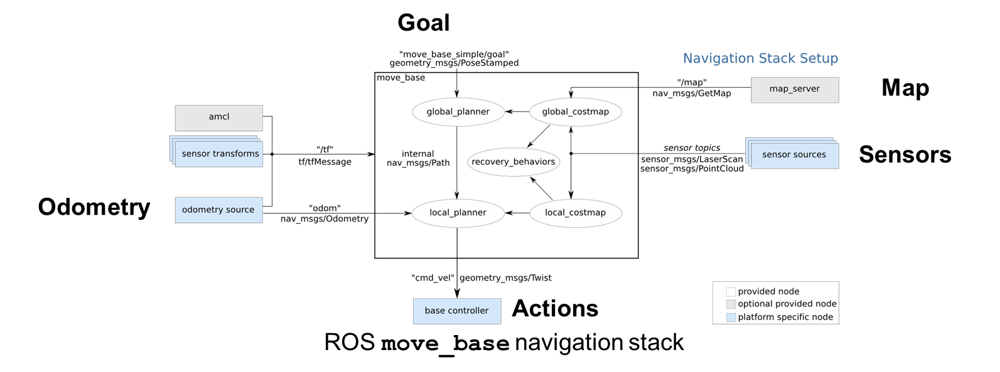 Goal
"move_base_simple/goal"
geometry_msgs/PoseStamped
Navigation Stack Setup
move_base
"/map"
nav_msgs/GetMap
map_server
Map
amcl
global_planner
global_costmap
sensor transforms
"/tf"
tf/tfMessage
internal
nav_msgs/Path
recovery_behaviors
sensor topics
sensor_msgs/LaserScan
sensor_msgs/PointCloud
sensor sources
Sensors
Odometry
odometry source
"odom"
nav_msgs/Odometry
local_planner
local_costmap
"cmd_vel" geometry_msgs/Twist
base controller
Actions
provided node
optional provided node
platform specific node
ROS move_base navigation stack